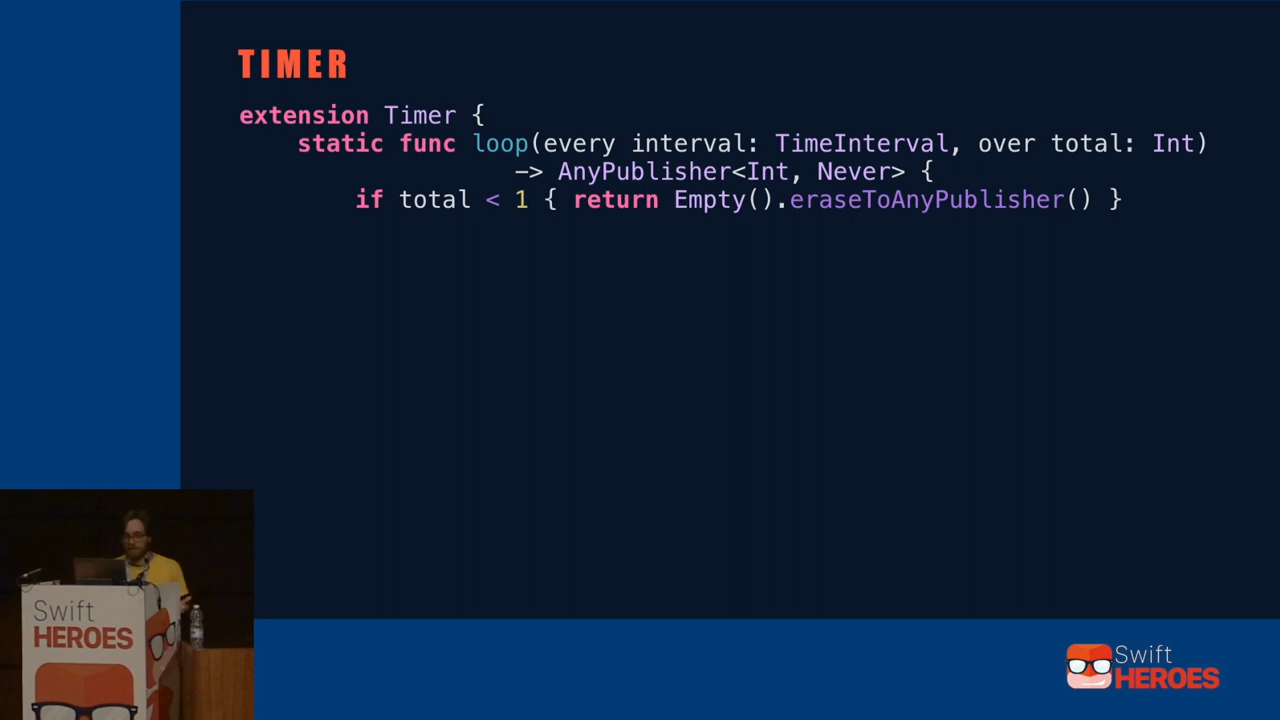 TIMER
extension Timer {
static func loop(every interval: TimeInterval, over total: Int)
-> AnyPublisher<Int, Never> {
if total < 1 { return Empty().eraseToAnyPublisher() }
Swift
HEROES
Swift
HEROES